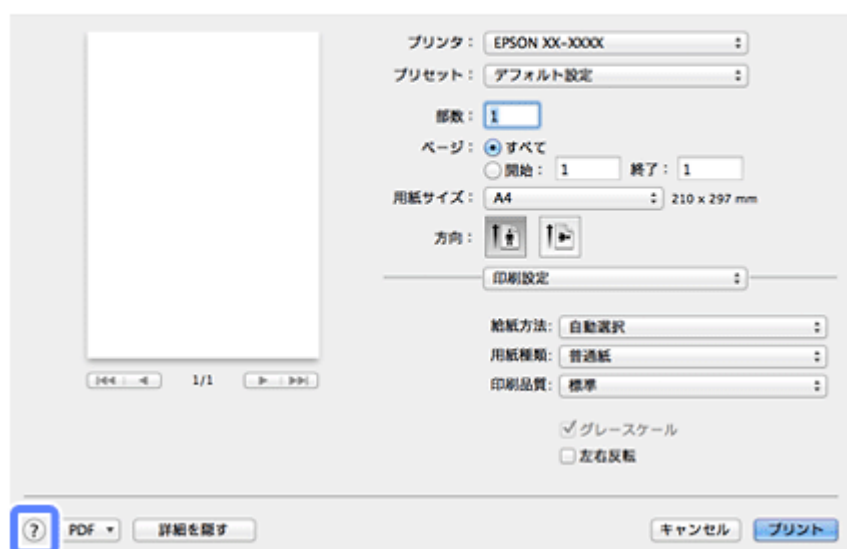 プリンタ： EPSON XX-XXXX
プリセット： デフォルト設定
部数： 1
ページ： すべて
開始： 1 終了： 1
用紙サイズ： A4 210 x 297 mm
方向：
印刷設定
給紙方法: 自動選択
用紙種類: 普通紙
印刷品質: 標準
1/1
グレースケール
左右反転
? PDF 詳細を隠す キャンセル プリント